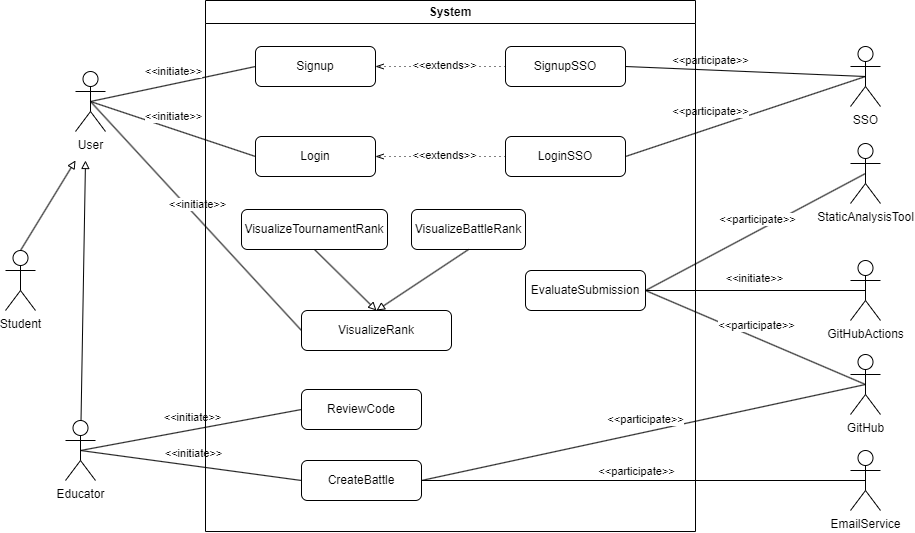 System
Signup
<<extends>>
SignupSSO
<<participate>>
<<initiate>>
SSO
User
<<initiate>>
Login
<<extends>>
LoginSSO
<<participate>>
<<initiate>>
VisualizeTournamentRank
VisualizeBattleRank
<<participate>>
StaticAnalysisTool
EvaluateSubmission
<<initiate>>
GitHubActions
Student
VisualizeRank
<<participate>>
<<initiate>>
ReviewCode
<<participate>>
GitHub
<<initiate>>
CreateBattle
<<participate>>
Educator
EmailService